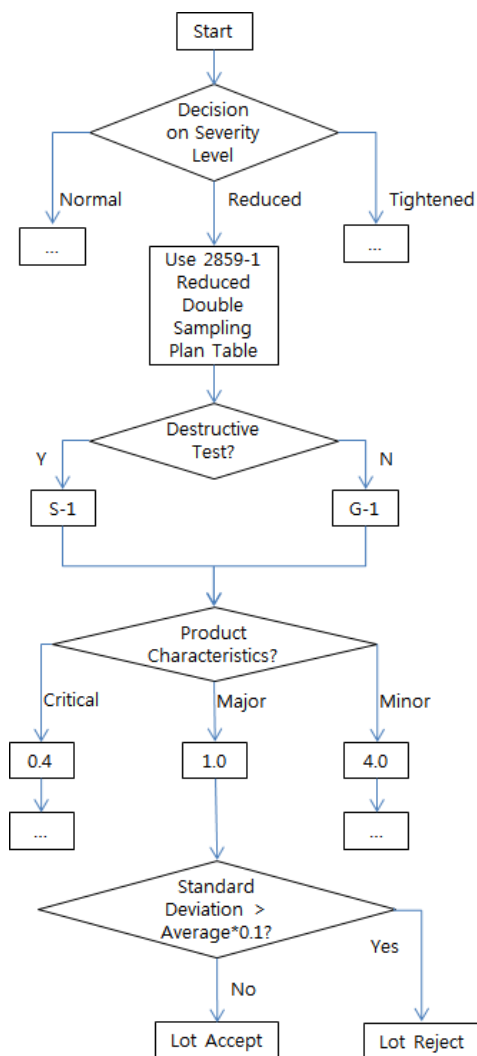 Start
Decision
on Severity
Level
Normal
Reduced
Tightened
...
...
Use 2859-1
Reduced
Double
Sampling
Plan Table
Destructive
Test?
Y
N
S-1
G-1
Product
Characteristics?
Critical
Major
Minor
0.4
1.0
4.0
...
...
Standard
Deviation >
Average*0.1?
Yes
No
Lot Accept
Lot Reject